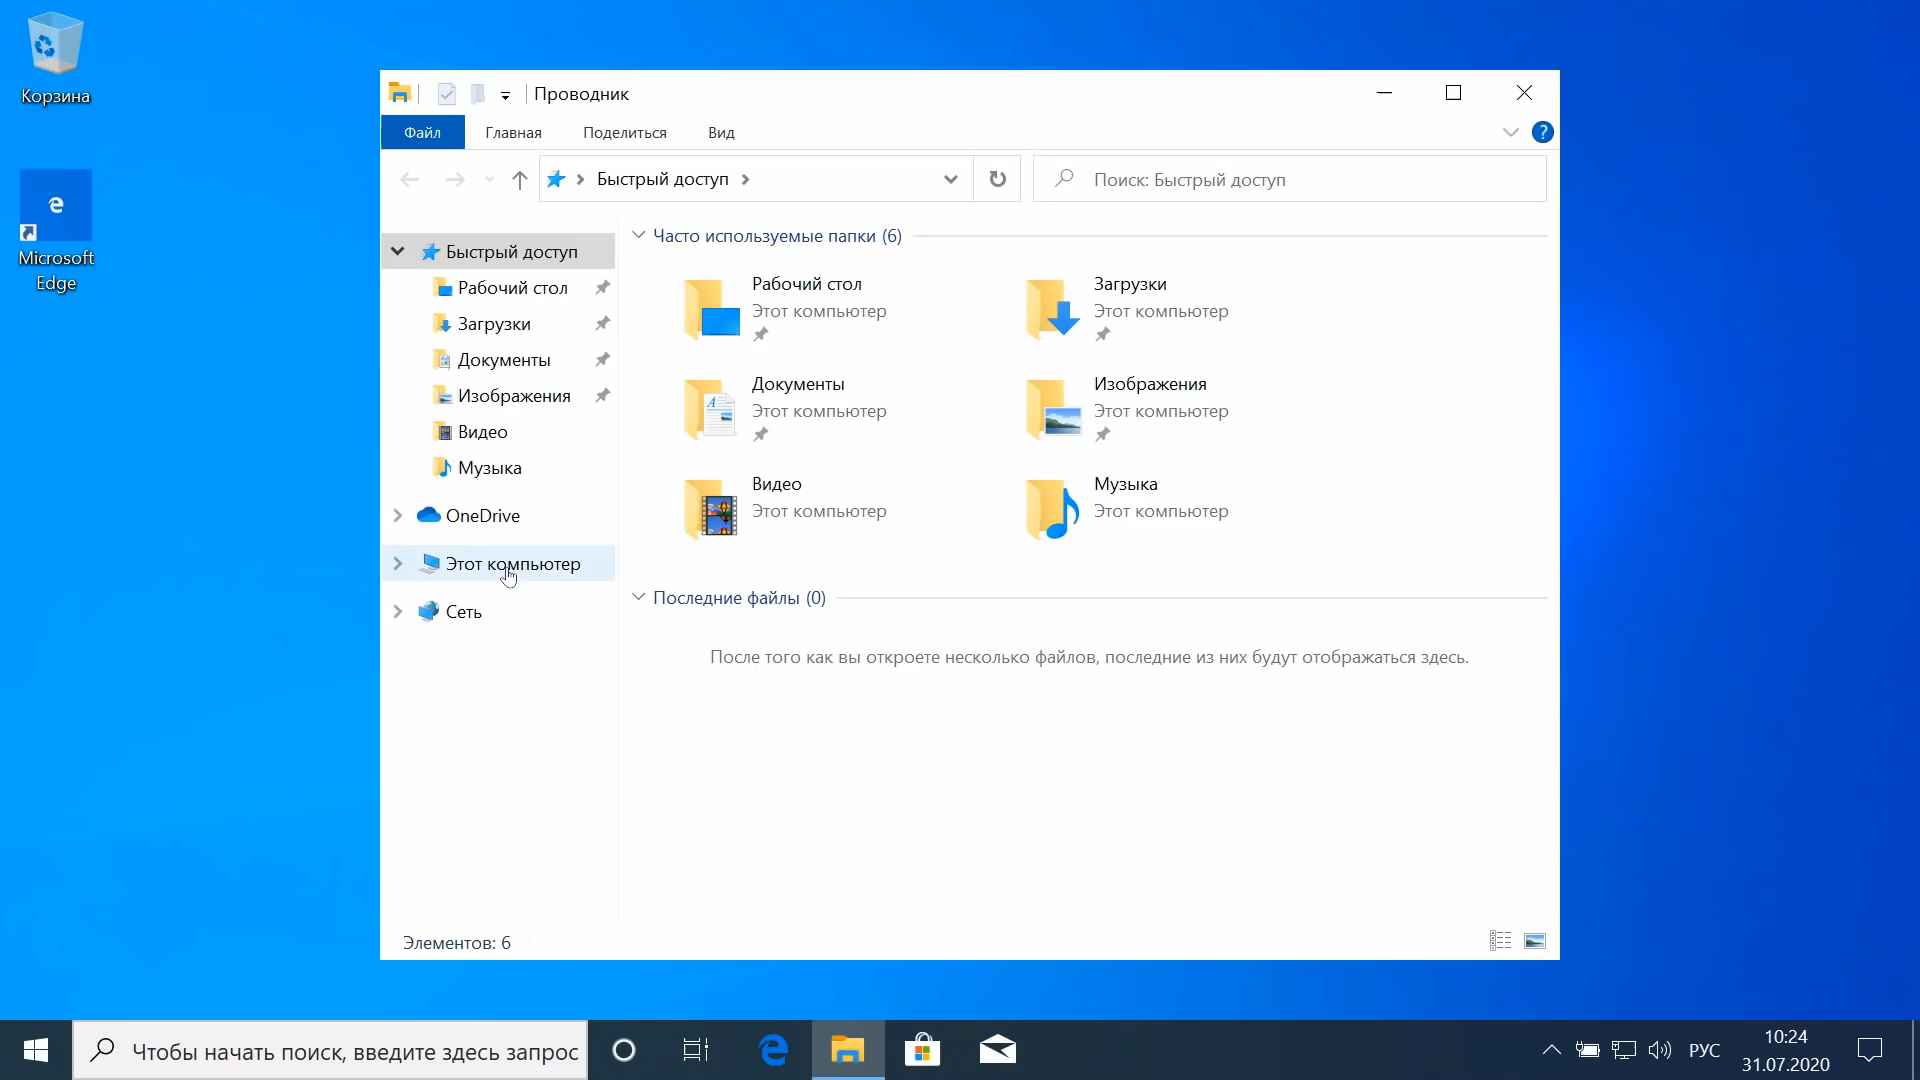 Корзина
Microsoft
Edge
Проводник
Файл
Главная
Поделиться
Вид
?
Быстрый доступ
Поиск: Быстрый доступ
Быстрый доступ
Рабочий стол
Загрузки
Документы
Изображения
Видео
Музыка
OneDrive
Этот компьютер
Сеть
Часто используемые папки (6)
Рабочий стол
Этот компьютер
Загрузки
Этот компьютер
Документы
Этот компьютер
Изображения
Этот компьютер
Видео
Этот компьютер
Музыка
Этот компьютер
Последние файлы (0)
После того как вы откроете несколько файлов, последние из них будут отображаться здесь.
Элементов: 6
Чтобы начать поиск, введите здесь запрос
РУС
10:24
31.07.2020